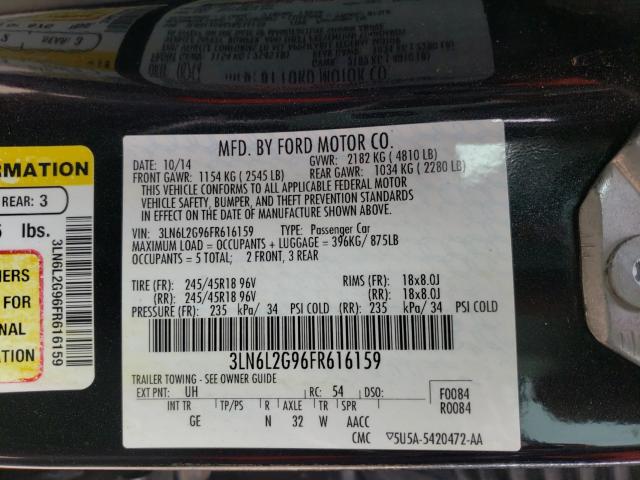 MFD. BY FORD MOTOR CO.
DATE: 10/14 GVWR: 2182 KG ( 4810 LB)
FRONT GAWR: 1154 KG ( 2545 LB) REAR GAWR: 1034 KG ( 2280 LB)
THIS VEHICLE CONFORMS TO ALL APPLICABLE FEDERAL MOTOR
VEHICLE SAFETY, BUMPER, AND THEFT PREVENTION STANDARDS
IN EFFECT ON THE DATE OF MANUFACTURE SHOWN ABOVE.
VIN: 3LN6L2G96FR616159 TYPE: Passenger Car
MAXIMUM LOAD = OCCUPANTS + LUGGAGE = 396KG/ 875LB
OCCUPANTS = 5 TOTAL; 2 FRONT, 3 REAR
TIRE (FR): 245/45R18 96V RIMS (FR): 18x8.0J
(RR): 245/45R18 96V (RR): 18x8.0J
PRESSURE (FR): 235 kPa/ 34 PSI COLD (RR): 235 kPa/ 34 PSI COLD
3LN6L2G96FR616159
TRAILER TOWING - SEE OWNER GUIDE
EXT PNT: UH RC: 54 DSO: F0084
R0084
INT TR TP/PS R AXLE TR SPR
GE N 32 W AACC
CMC ▽5U5A-5420472-AA
ORMATION
REAR: 3
lbs.
3LN6L2G96FR616159
FOR